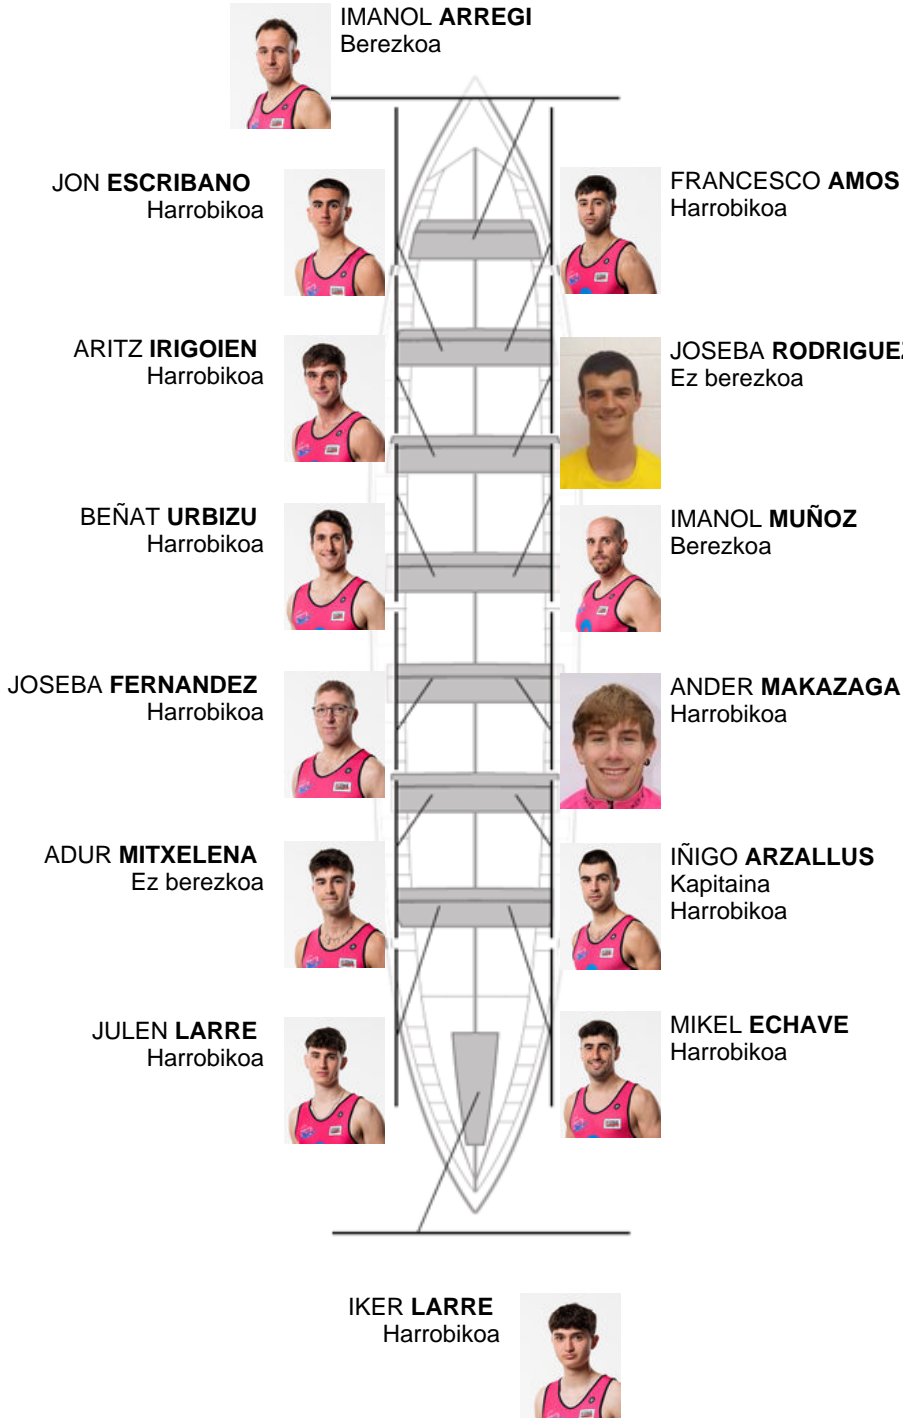 IMANOL ARREGI
Berezkoa
JON ESCRIBANO
Harrobikoa
FRANCESCO AMOS
Harrobikoa
ARITZ IRIGOIEN
Harrobikoa
JOSEBA RODRIGUEZ
Ez berezkoa
BEÑAT URBIZU
Harrobikoa
IMANOL MUÑOZ
Berezkoa
JOSEBA FERNANDEZ
Harrobikoa
ANDER MAKAZAGA
Harrobikoa
ADUR MITXELENA
Ez berezkoa
IÑIGO ARZALLUS
Kapitaina
Harrobikoa
JULEN LARRE
Harrobikoa
MIKEL ECHAVE
Harrobikoa
IKER LARRE
Harrobikoa